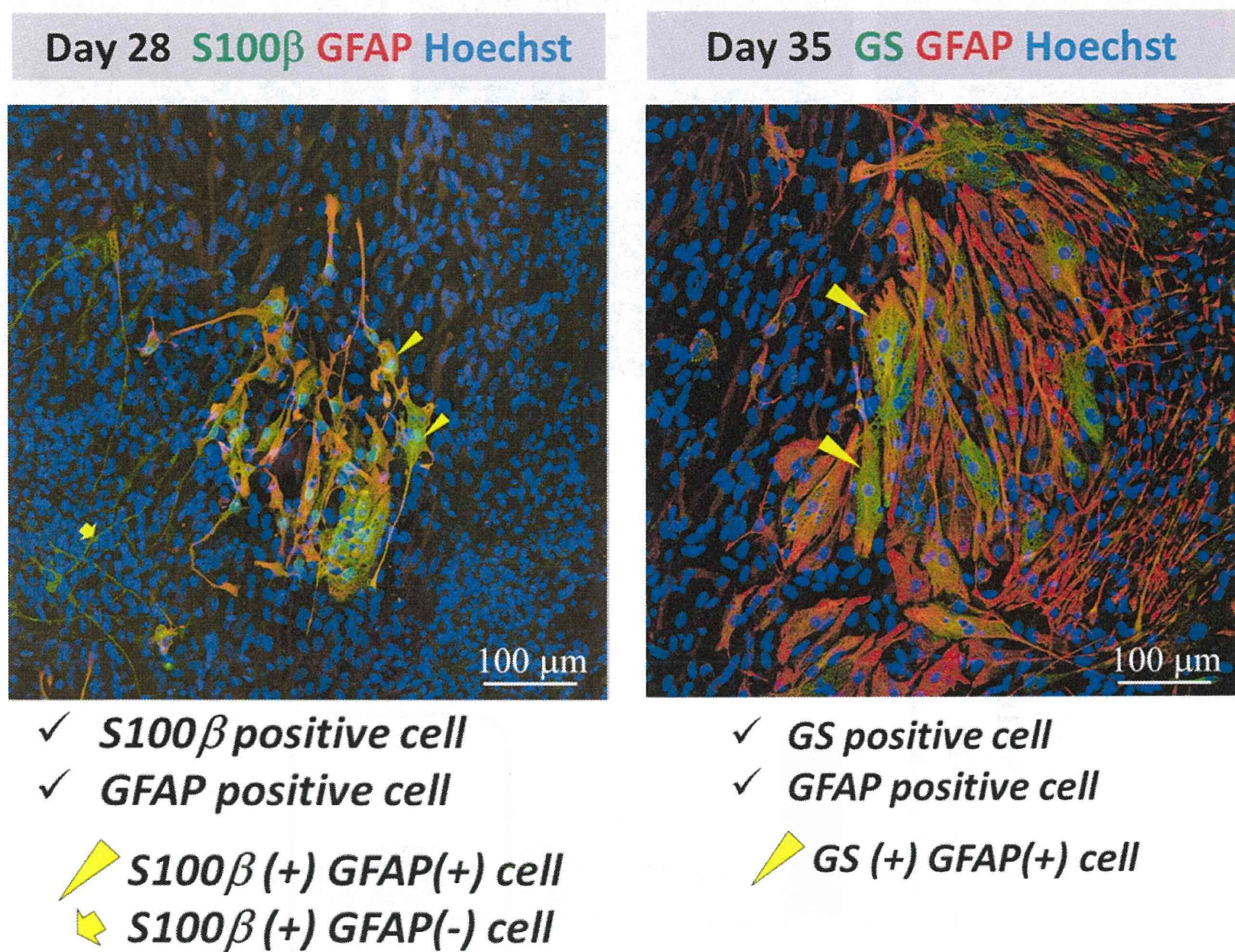 Day 28 S100β GFAP Hoechst
100 μm
✓ S100β positive cell
✓ GFAP positive cell
S100β (+) GFAP(+) cell
S100β (+) GFAP(-) cell
Day 35 GS GFAP Hoechst
100 μm
✓ GS positive cell
✓ GFAP positive cell
GS (+) GFAP(+) cell